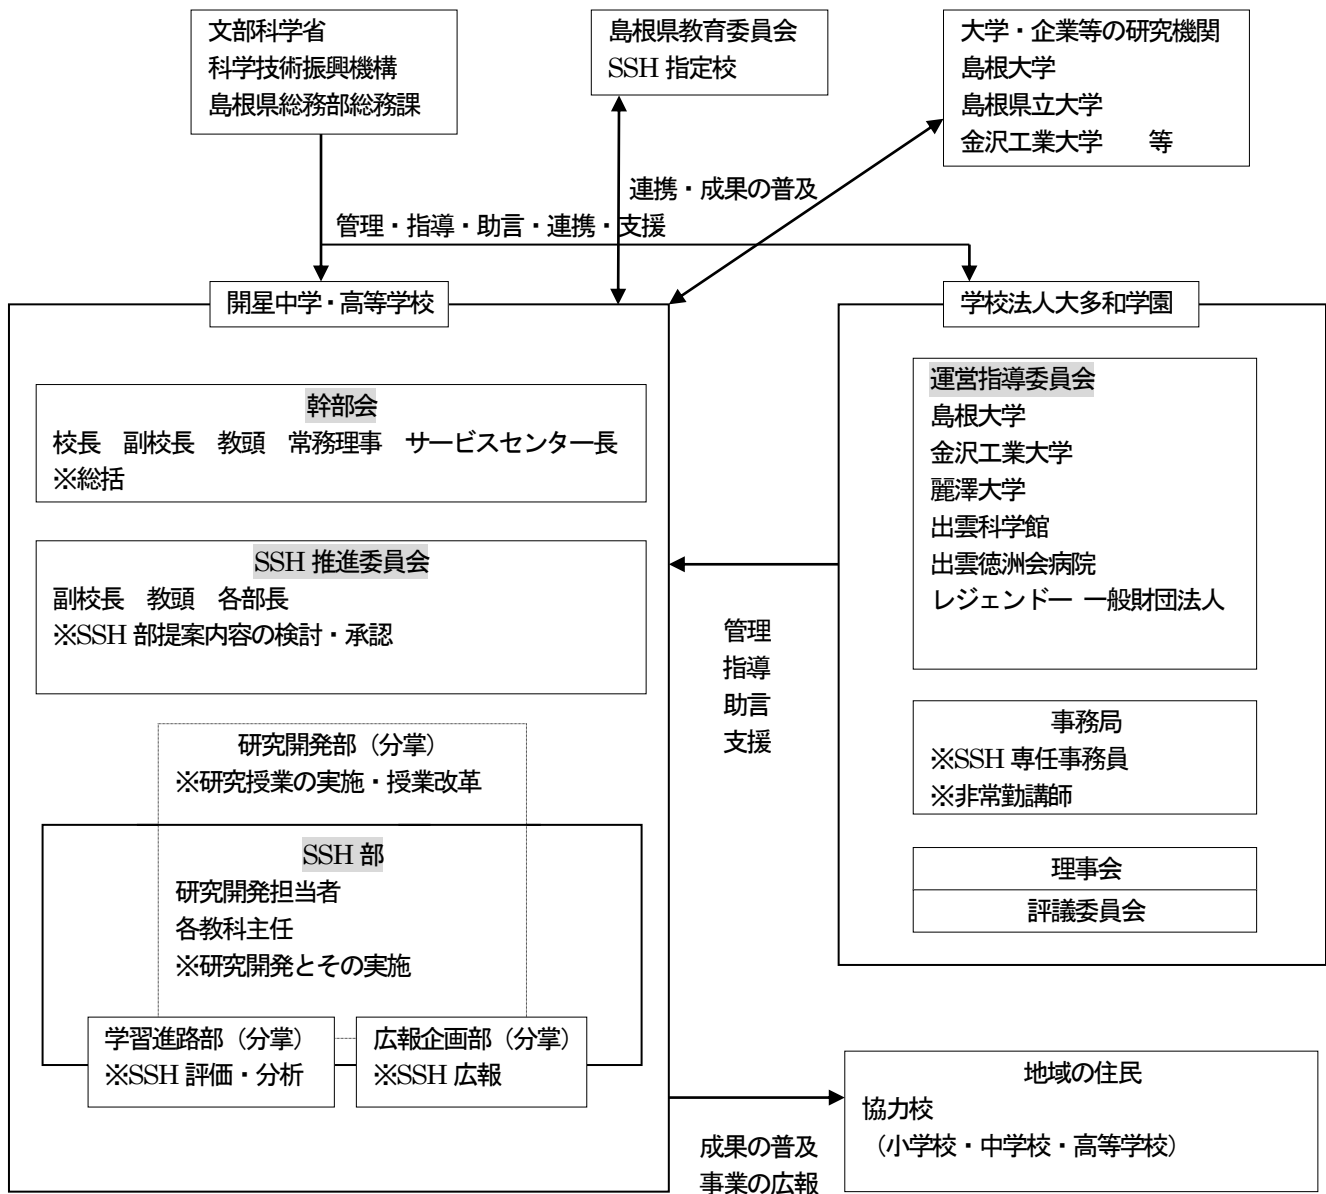 文部科学省
科学技術振興機構
島根県総務部総務課
島根県教育委員会
SSH 指定校
大学・企業等の研究機関
島根大学
島根県立大学
金沢工業大学　等
連携・成果の普及
管理・指導・助言・連携・支援
開星中学・高等学校
学校法人大多和学園
幹部会
校長　副校長　教頭　常務理事　サービスセンター長
※総括
SSH 推進委員会
副校長　教頭　各部長
※SSH 部提案内容の検討・承認
研究開発部（分掌）
※研究授業の実施・授業改革
SSH 部
研究開発担当者
各教科主任
※研究開発とその実施
学習進路部（分掌）
※SSH 評価・分析
広報企画部（分掌）
※SSH 広報
管理
指導
助言
支援
運営指導委員会
島根大学
金沢工業大学
麗澤大学
出雲科学館
出雲徳洲会病院
レジェンドー 一般財団法人
事務局
※SSH 専任事務員
※非常勤講師
理事会
評議委員会
成果の普及
事業の広報
地域の住民
協力校
（小学校・中学校・高等学校）